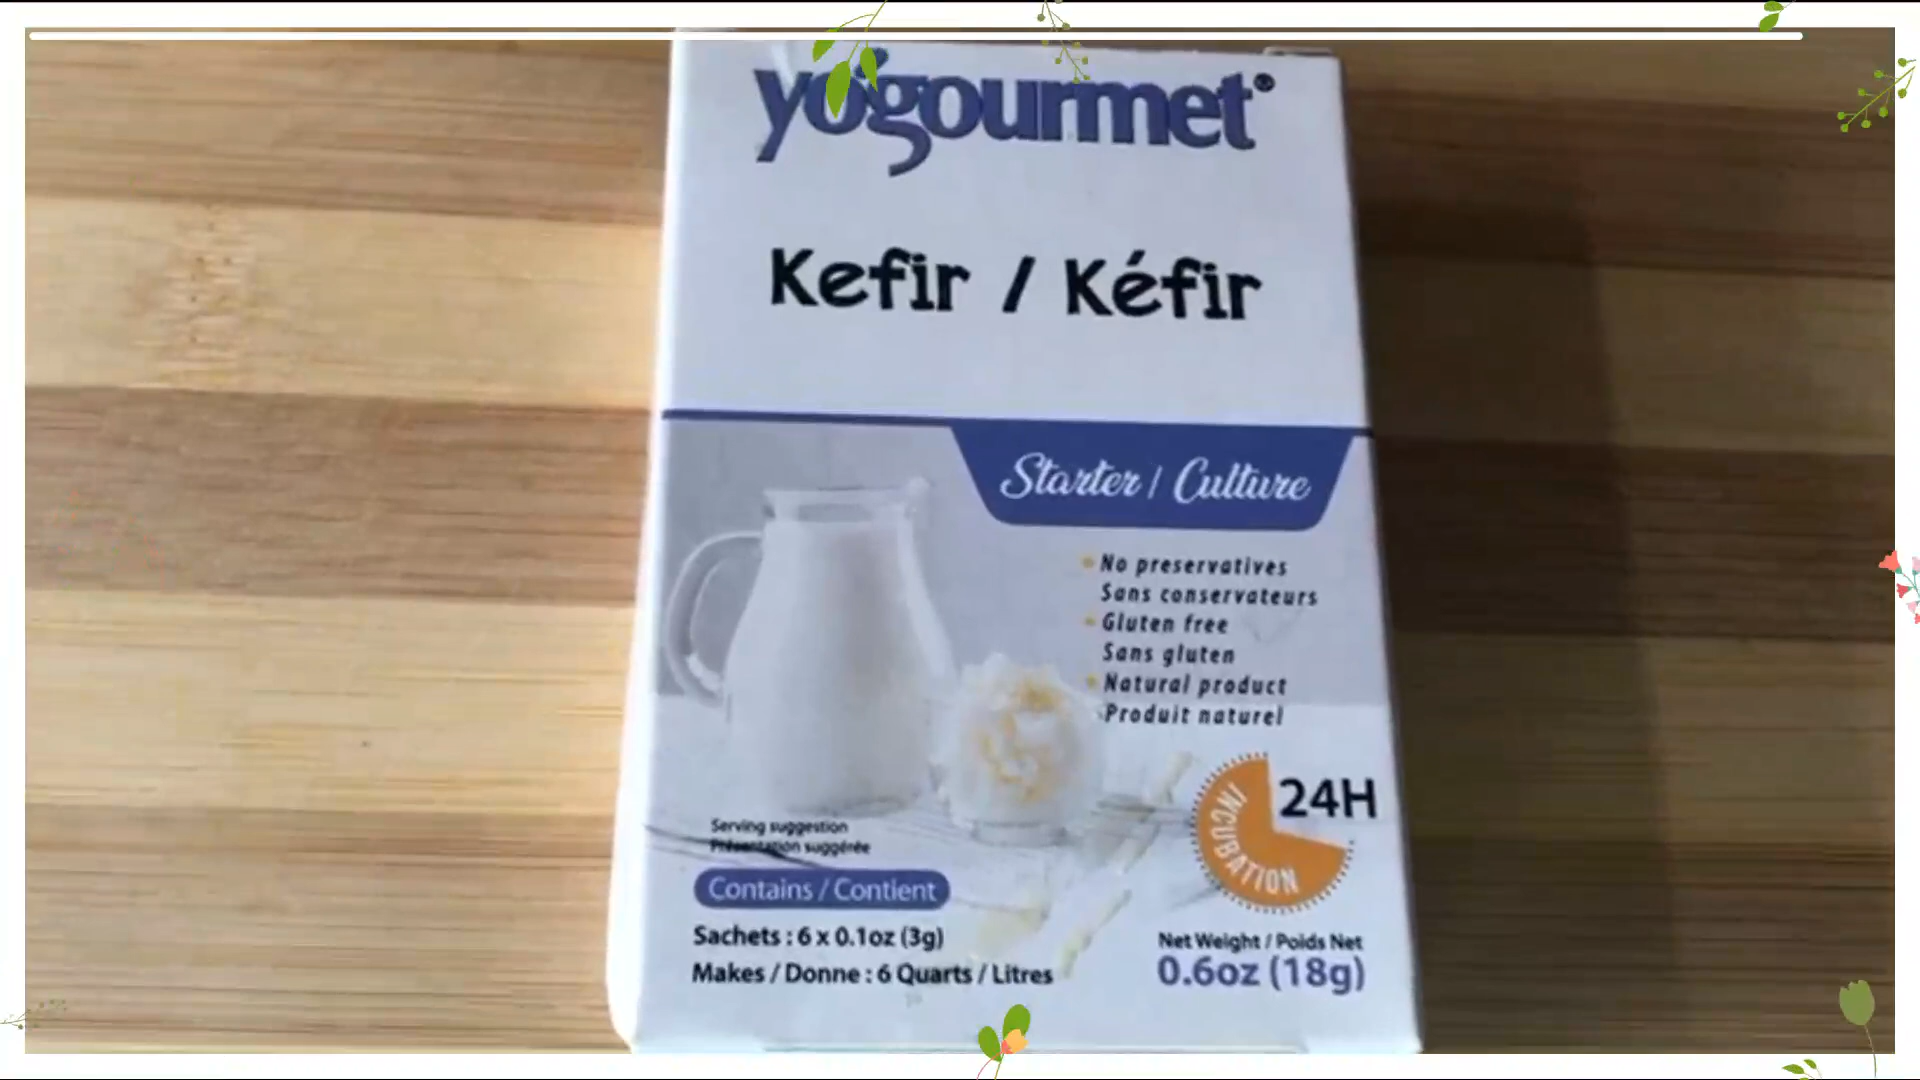 yogourmet®
Kefir / Kéfir
Starter / Culture
No preservatives
Sans conservateurs
Gluten free
Sans gluten
Natural product
Produit naturel
24H
INCUBATION
Serving suggestion
Présentation suggérée
Contains / Contient
Sachets : 6 x 0.1oz (3g)
Makes / Donne : 6 Quarts / Litres
Net Weight / Poids Net
0.6oz (18g)